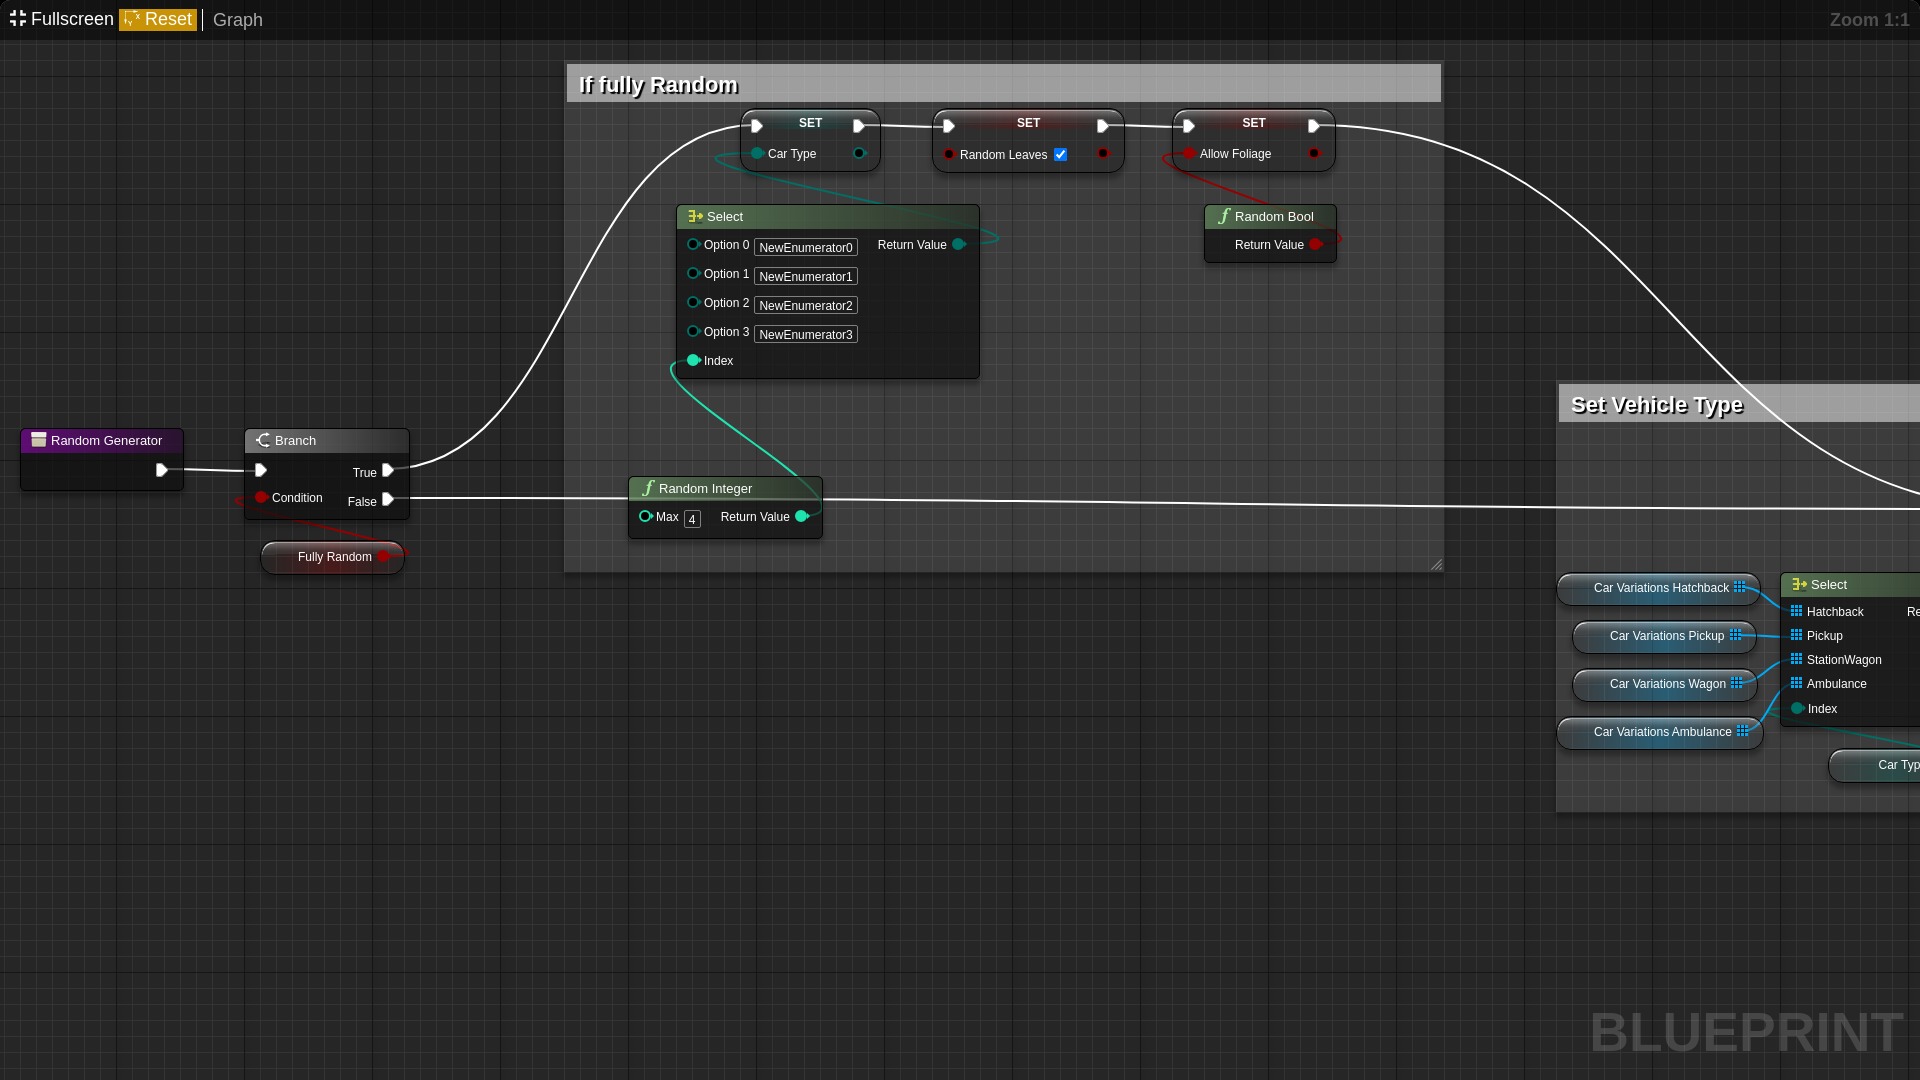 Fullscreen Reset Graph Zoom 1:1
If fully Random
SET
Car Type
SET
Random Leaves
SET
Allow Foliage
Select
Option 0 NewEnumerator0 Return Value
Option 1 NewEnumerator1
Option 2 NewEnumerator2
Option 3 NewEnumerator3
Index
Random Bool
Return Value
Random Generator
Branch
True
Condition
False
Fully Random
Random Integer
Max 4 Return Value
Set Vehicle Type
Car Variations Hatchback
Car Variations Pickup
Car Variations Wagon
Car Variations Ambulance
Select
Hatchback Re
Pickup
StationWagon
Ambulance
Index
Car Typ
BLUEPRINT